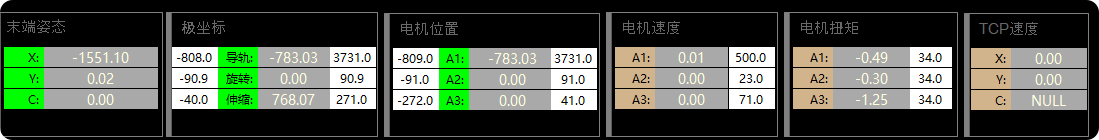 末端姿态
X: -1551.10
Y: 0.02
C: 0.00
极坐标
-808.0 导轨: -783.03 3731.0
-90.9 旋转: 0.00 90.9
-40.0 伸缩: 768.07 271.0
电机位置
-809.0 A1: -783.03 3731.0
-91.0 A2: 0.00 91.0
-272.0 A3: 0.00 41.0
电机速度
A1: 0.01 500.0
A2: 0.00 23.0
A3: 0.00 71.0
电机扭矩
A1: -0.49 34.0
A2: -0.30 34.0
A3: -1.25 34.0
TCP速度
X: 0.00
Y: 0.00
C: NULL